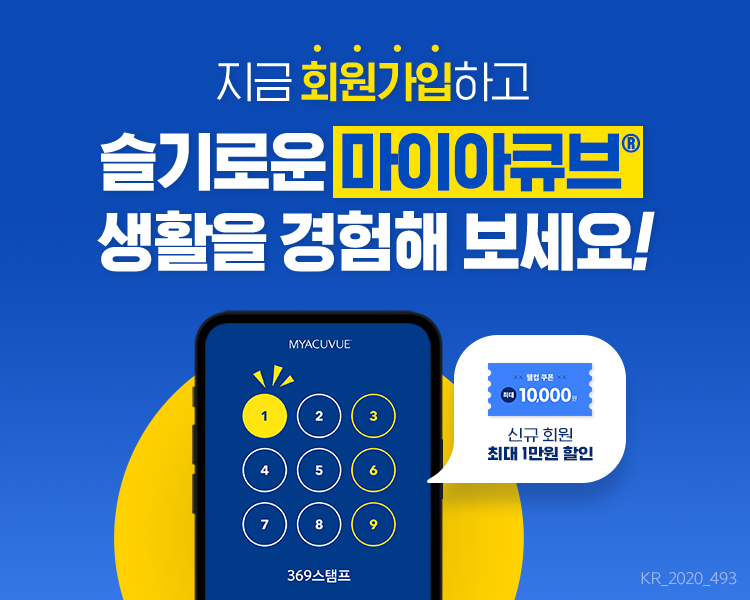 지금 회원가입하고
슬기로운 마이아큐브®
생활을 경험해 보세요!
MYACUVUE
1 2 3
4 5 6
7 8 9
369스탬프
웰컴 쿠폰
최대 10,000원
신규 회원
최대 1만원 할인
KR_2020_493